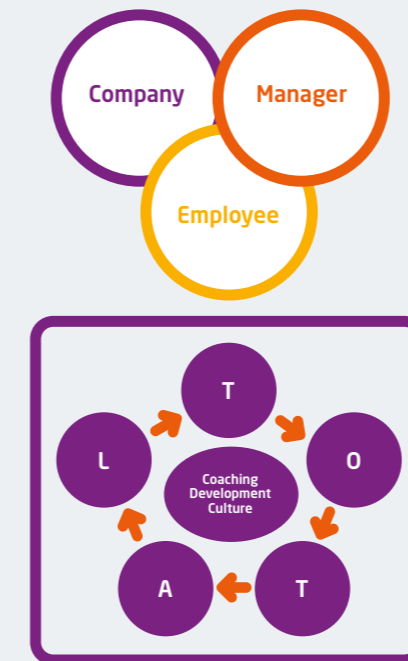 Company
Manager
Employee
T
O
T
A
L
Coaching
Development
Culture